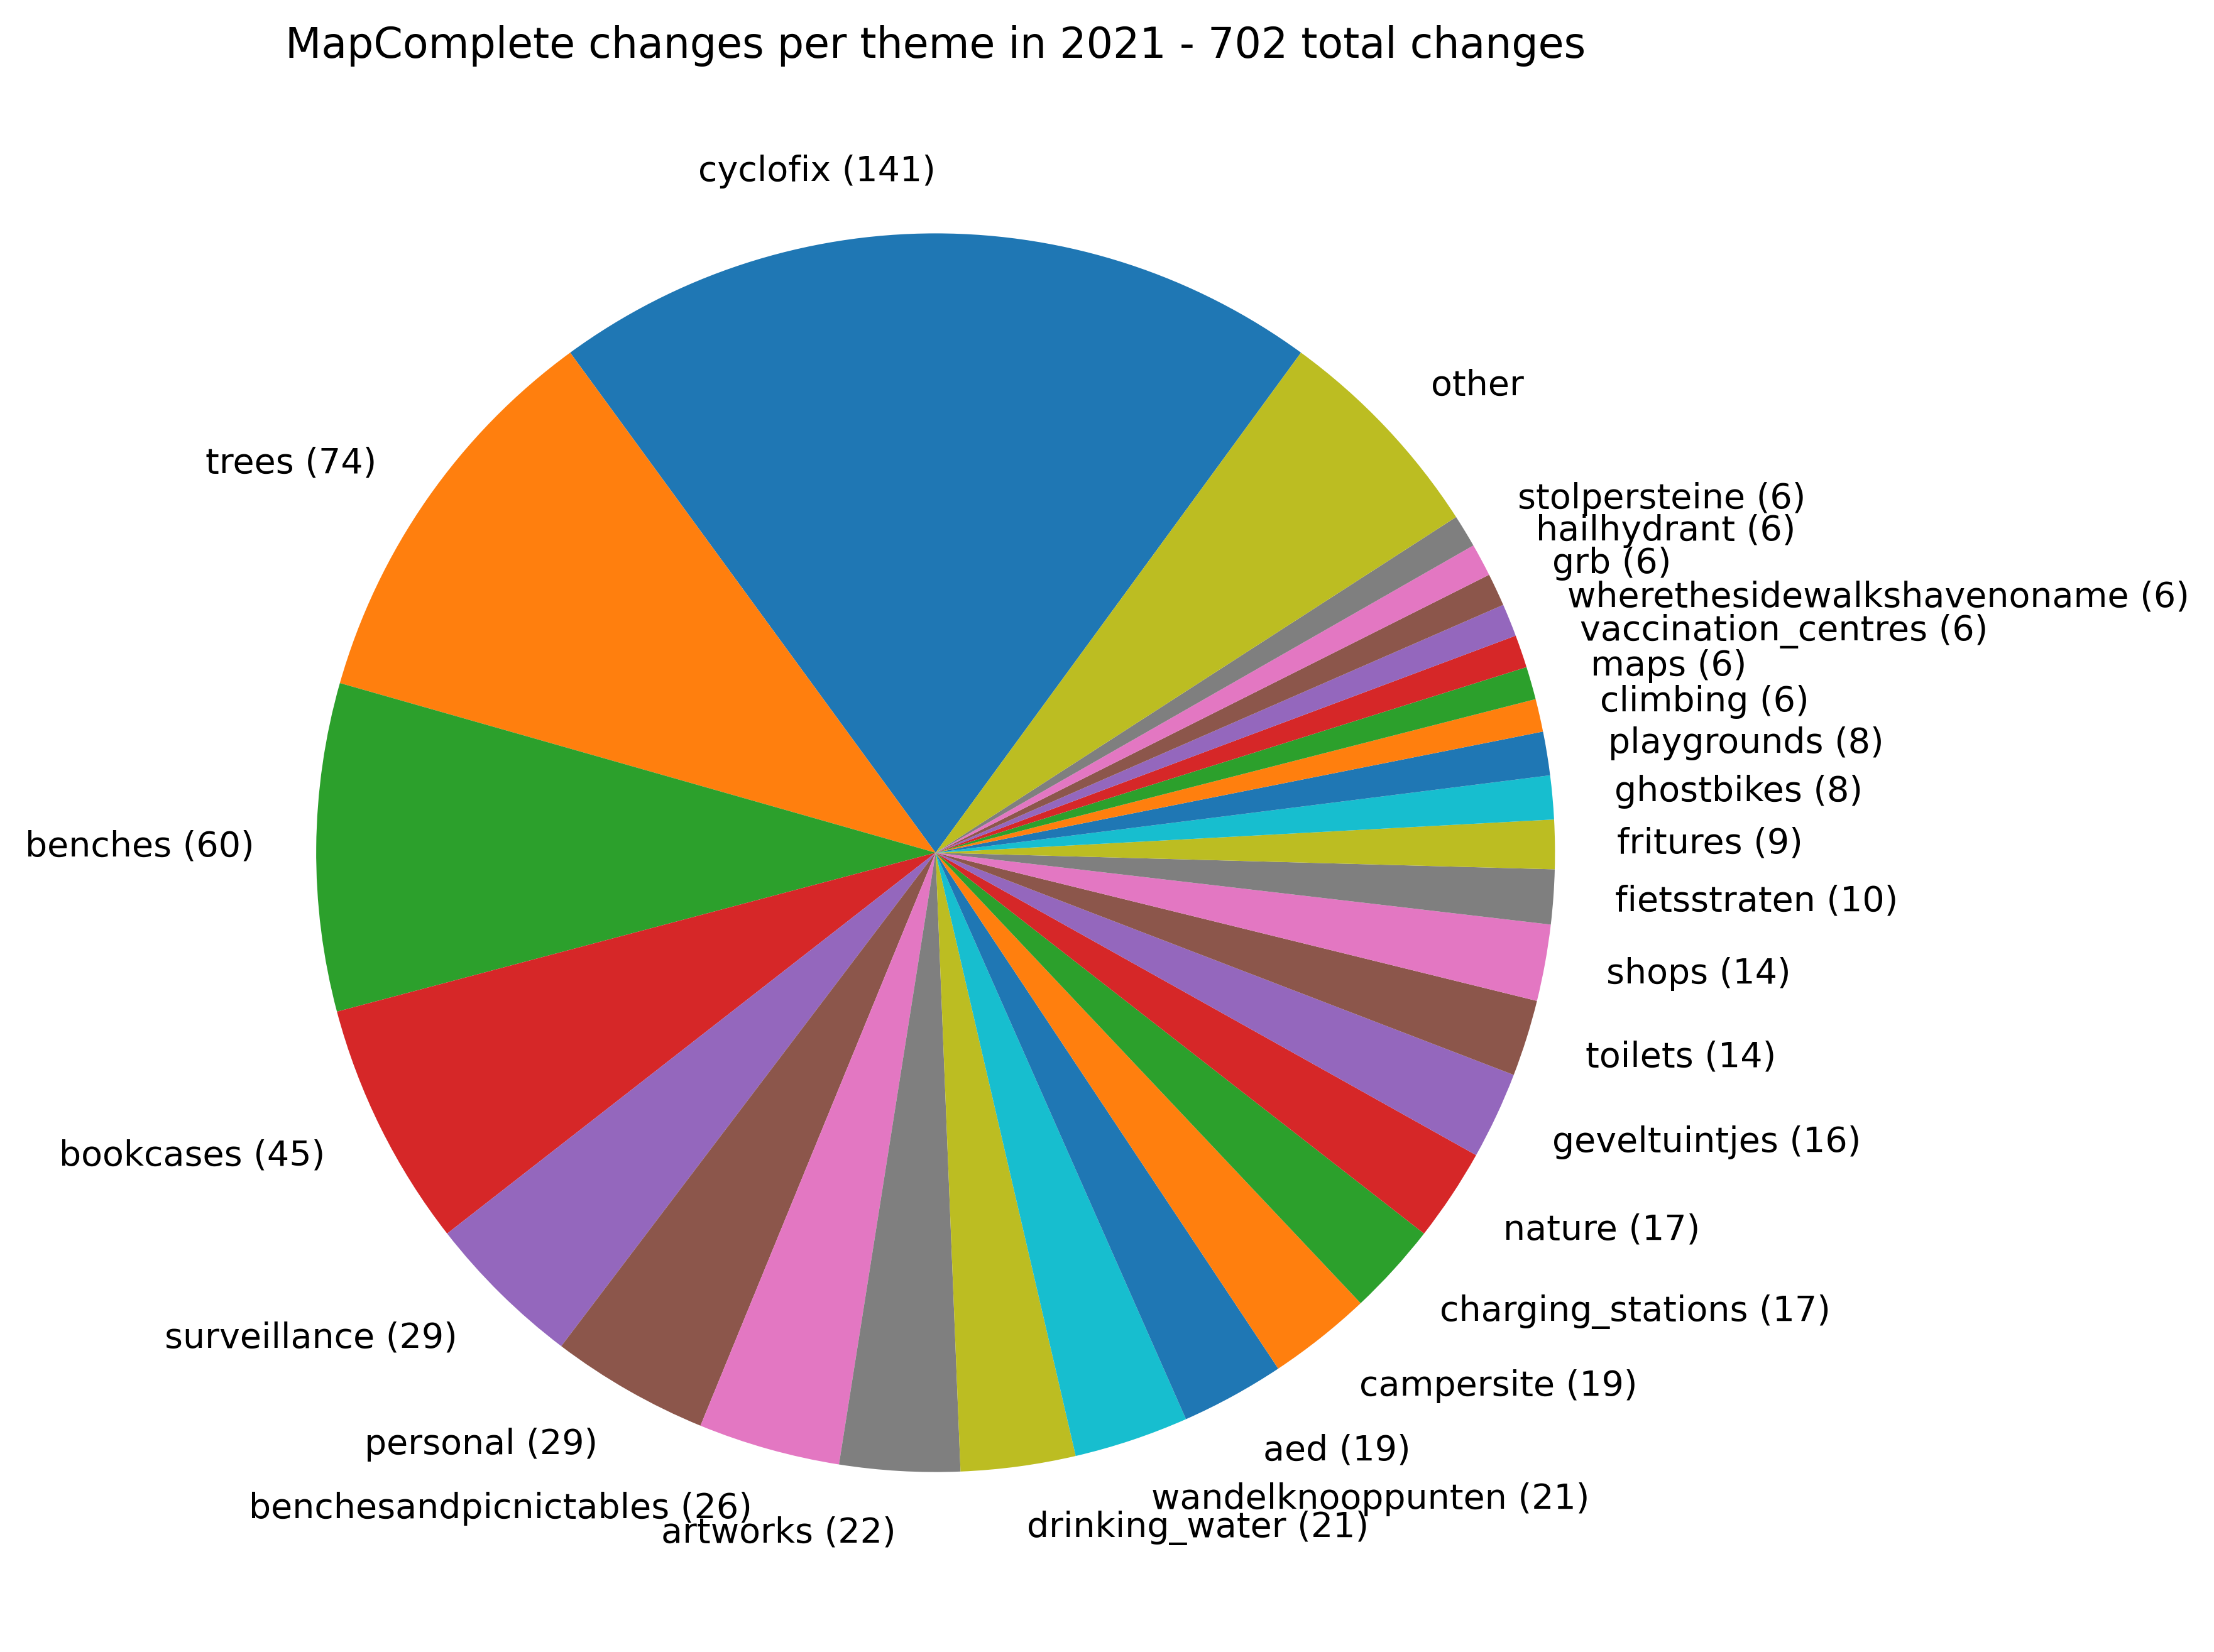 MapComplete changes per theme in 2021 - 702 total changes
cyclofix (141)
other
trees (74)
stolpersteine (6)
hailhydrant (6)
grb (6)
wherethesidewalkshavenoname (6)
vaccination_centres (6)
maps (6)
climbing (6)
playgrounds (8)
ghostbikes (8)
fritures (9)
benches (60)
fietsstraten (10)
shops (14)
toilets (14)
geveltuintjes (16)
bookcases (45)
nature (17)
charging_stations (17)
surveillance (29)
campersite (19)
personal (29)
aed (19)
wandelknooppunten (21)
benchesandpicnictables (26)
drinking_water (21)
artworks (22)